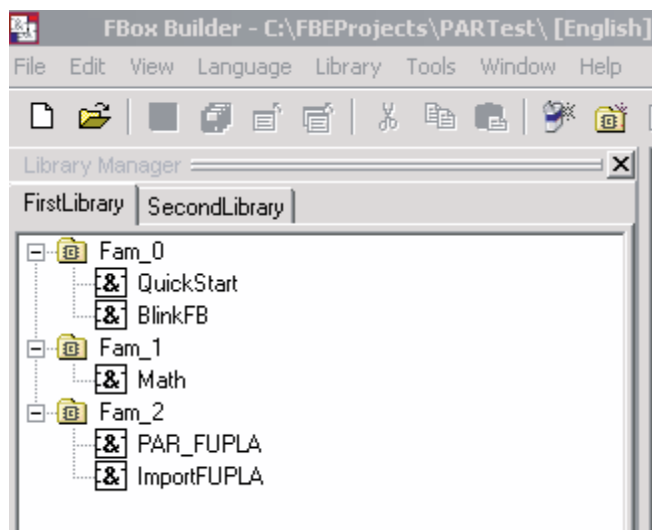 FBox Builder - C:\FBEProjects\PARTest\ [English]
File Edit View Language Library Tools Window Help
Library Manager
FirstLibrary SecondLibrary
Fam_0
QuickStart
BlinkFB
Fam_1
Math
Fam_2
PAR_FUPLA
ImportFUPLA